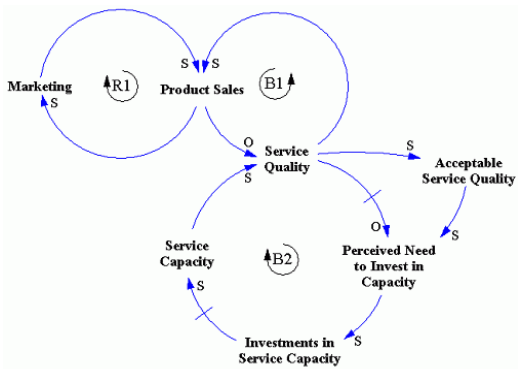 S
S
Marketing
R1
Product Sales
B1
S
O
Service
Quality
S
S
Acceptable
Service Quality
O
S
Service
Capacity
B2
Perceived Need
to Invest in
Capacity
S
Investments in
Service Capacity
S